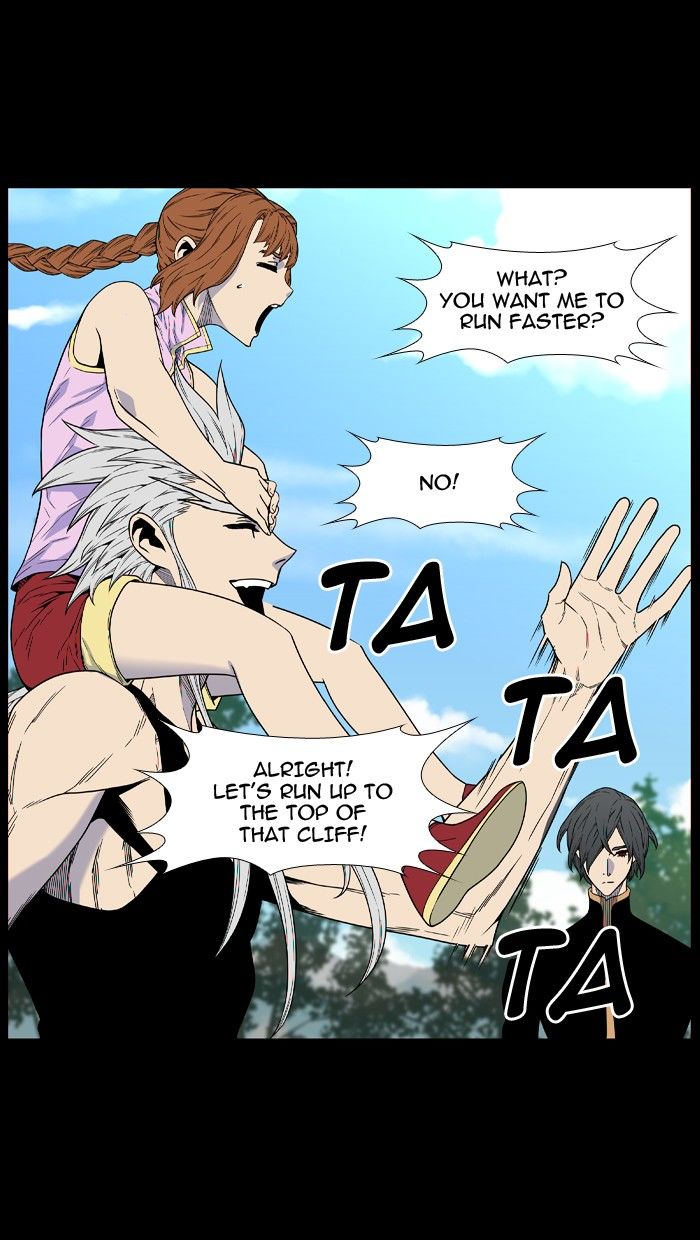 WHAT?
YOU WANT ME TO
RUN FASTER?
NO!
TA
TA
ALRIGHT!
LET'S RUN UP TO
THE TOP OF
THAT CLIFF!
TA